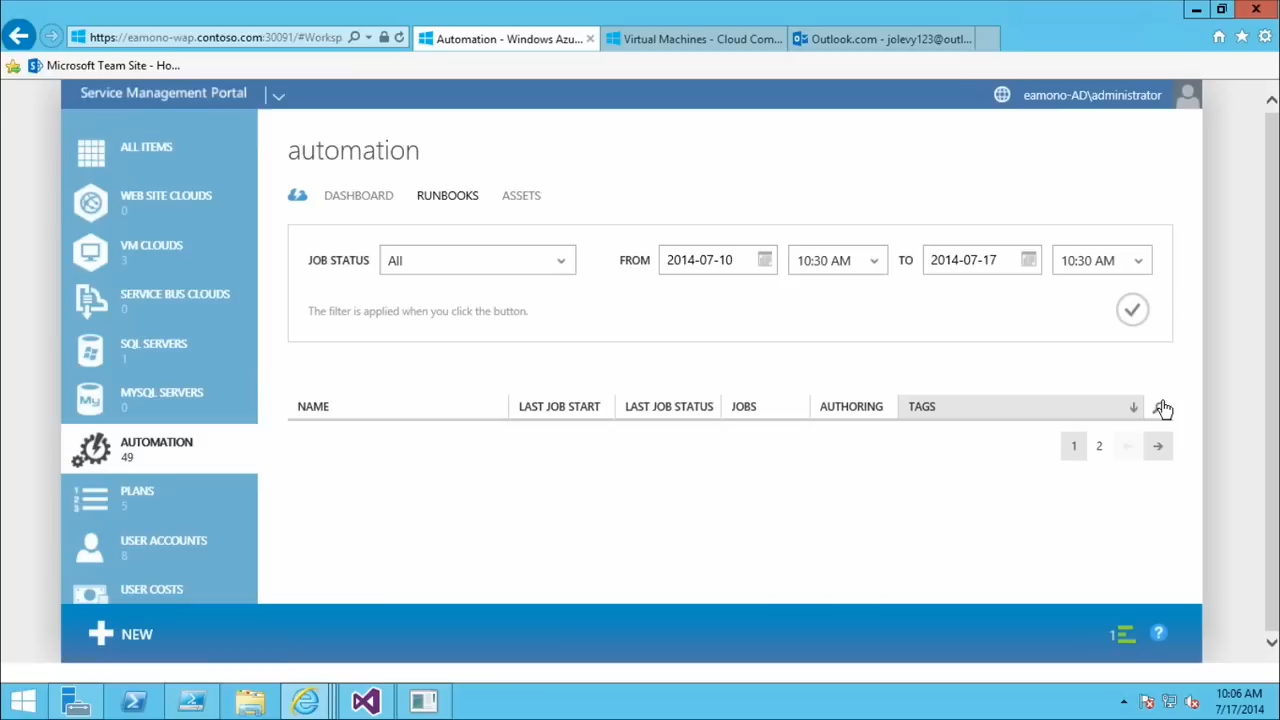 https://eamono-wap.contoso.com:30091/#Worksp
Automation - Windows Azu...
Virtual Machines - Cloud Com...
Outlook.com - jolevy123@outl...
Microsoft Team Site - Ho...
Service Management Portal
eamono-AD\administrator
ALL ITEMS
WEB SITE CLOUDS
0
VM CLOUDS
3
SERVICE BUS CLOUDS
0
SQL SERVERS
1
MYSQL SERVERS
0
AUTOMATION
49
PLANS
5
USER ACCOUNTS
8
USER COSTS
automation
DASHBOARD RUNBOOKS ASSETS
JOB STATUS All FROM 2014-07-10 10:30 AM TO 2014-07-17 10:30 AM
The filter is applied when you click the button.
NAME LAST JOB START LAST JOB STATUS JOBS AUTHORING TAGS
1 2
NEW
1
?
10:06 AM
7/17/2014